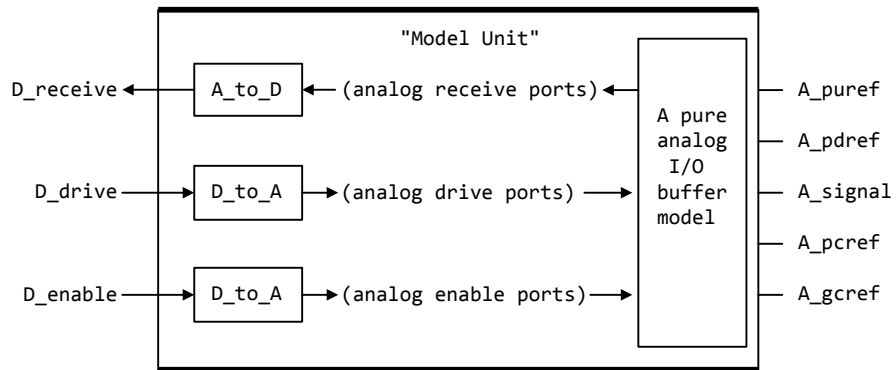 "Model Unit"
D_receive
A_to_D
(analog receive ports)
A_puref
A pure
analog
I/O
buffer
model
A_pdref
D_drive
D_to_A
(analog drive ports)
A_signal
A_pcref
D_enable
D_to_A
(analog enable ports)
A_gcref